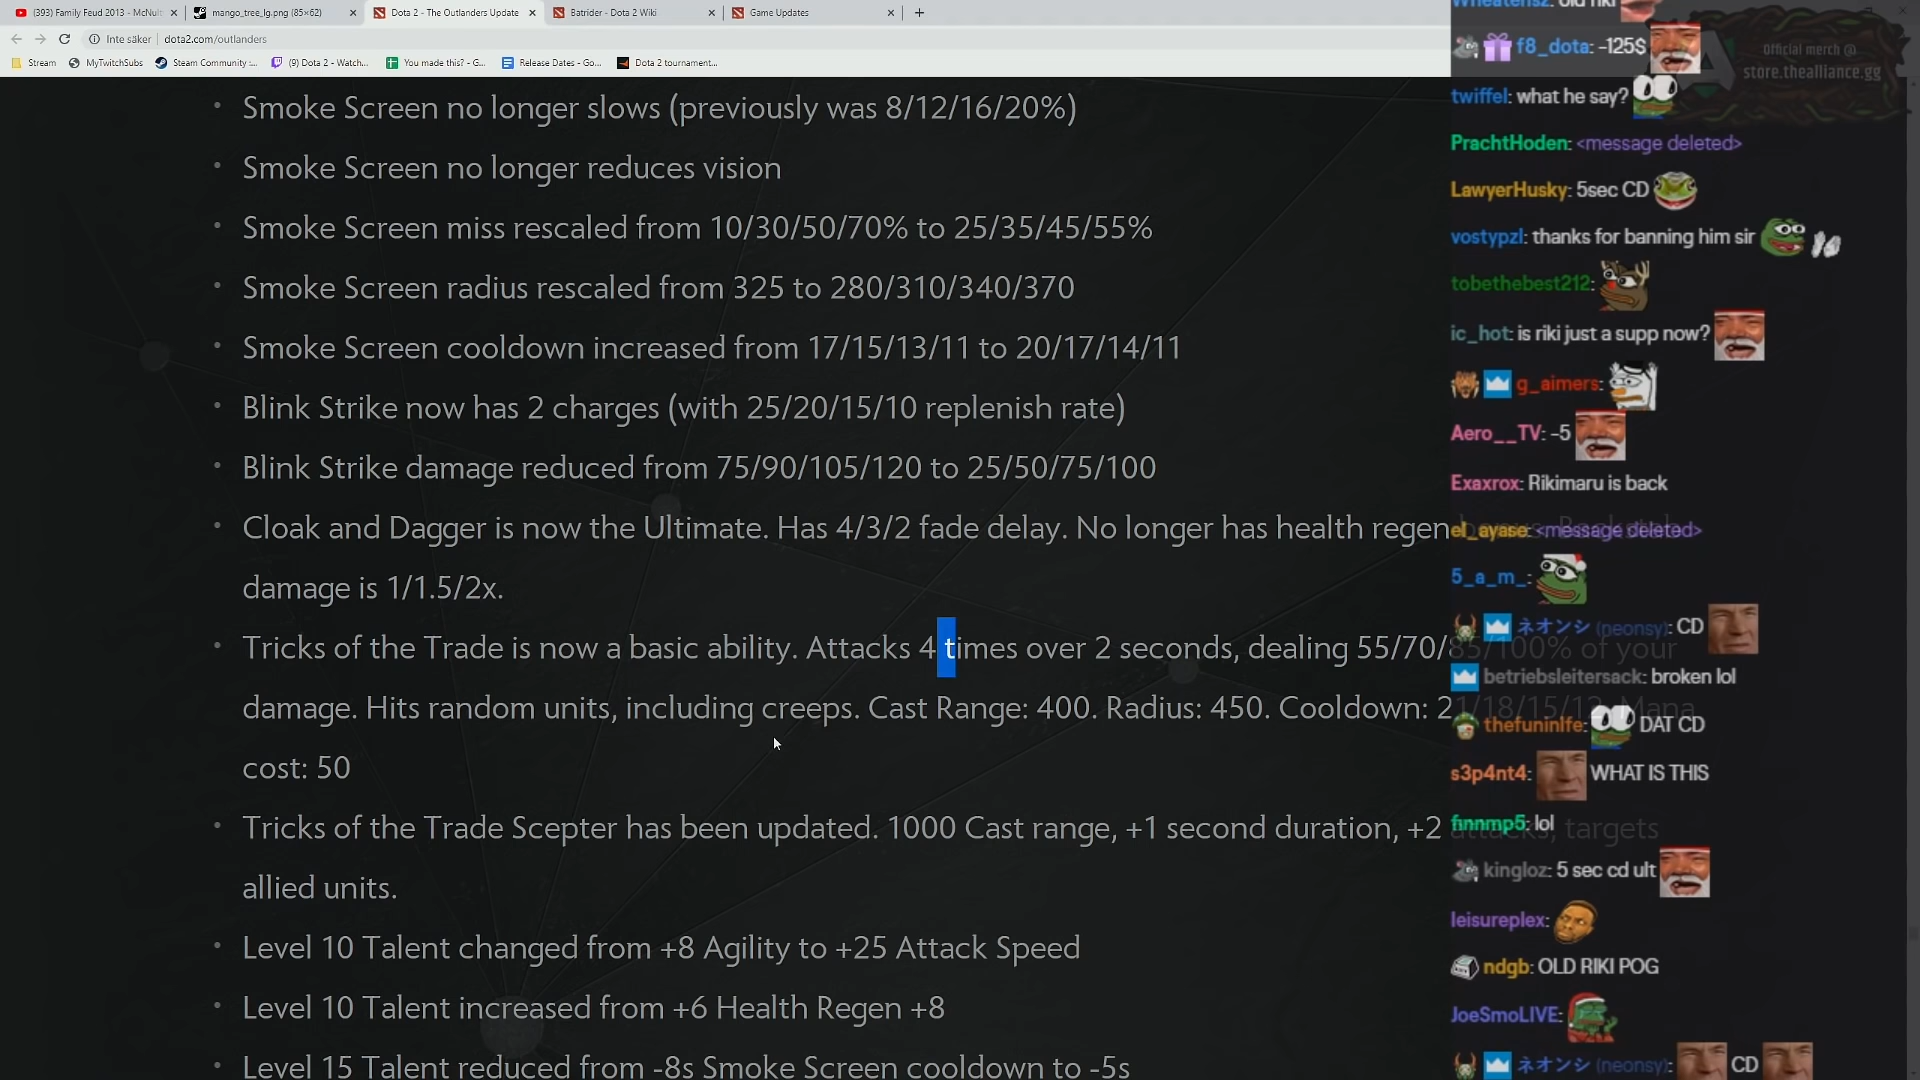 (393) Family Feud 2013 - McNult
mango_tree_lg.png (85×62)
Dota 2 - The Outlanders Update
Batrider - Dota 2 Wiki
Game Updates
Inte säker
dota2.com/outlanders
Stream
MyTwitchSubs
Steam Community :...
(9) Dota 2 - Watch...
You made this? - G...
Release Dates - Go...
Dota 2 tournament...
• Smoke Screen no longer slows (previously was 8/12/16/20%)
• Smoke Screen no longer reduces vision
• Smoke Screen miss rescaled from 10/30/50/70% to 25/35/45/55%
• Smoke Screen radius rescaled from 325 to 280/310/340/370
• Smoke Screen cooldown increased from 17/15/13/11 to 20/17/14/11
• Blink Strike now has 2 charges (with 25/20/15/10 replenish rate)
• Blink Strike damage reduced from 75/90/105/120 to 25/50/75/100
• Cloak and Dagger is now the Ultimate. Has 4/3/2 fade delay. No longer has health regen
damage is 1/1.5/2x.
• Tricks of the Trade is now a basic ability. Attacks 4 times over 2 seconds, dealing 55/70/85/100% of your
damage. Hits random units, including creeps. Cast Range: 400. Radius: 450. Cooldown: 21/18/15/12. Mana
cost: 50
• Tricks of the Trade Scepter has been updated. 1000 Cast range, +1 second duration, +2 attacks, targets
allied units.
• Level 10 Talent changed from +8 Agility to +25 Attack Speed
• Level 10 Talent increased from +6 Health Regen +8
• Level 15 Talent reduced from -8s Smoke Screen cooldown to -5s
Official merch @
store.thealliance.gg
Wheatensz: old riki
f8_dota: -125$
twiffel: what he say?
PrachtHoden: <message deleted>
LawyerHusky: 5sec CD
vostypzl: thanks for banning him sir
tobethebest212:
ic_hot: is riki just a supp now?
g_aimers:
Aero__TV: -5
Exaxrox: Rikimaru is back
el_ayase: <message deleted>
5_a_m_:
ネオンシ (neonsy): CD
betriebsleitersack: broken lol
thefuninlfe: DAT CD
s3p4nt4: WHAT IS THIS
finnmp5: lol
kingloz: 5 sec cd ult
leisureplex:
ndgb: OLD RIKI POG
JoeSmoLIVE:
ネオンシ (neonsy): CD